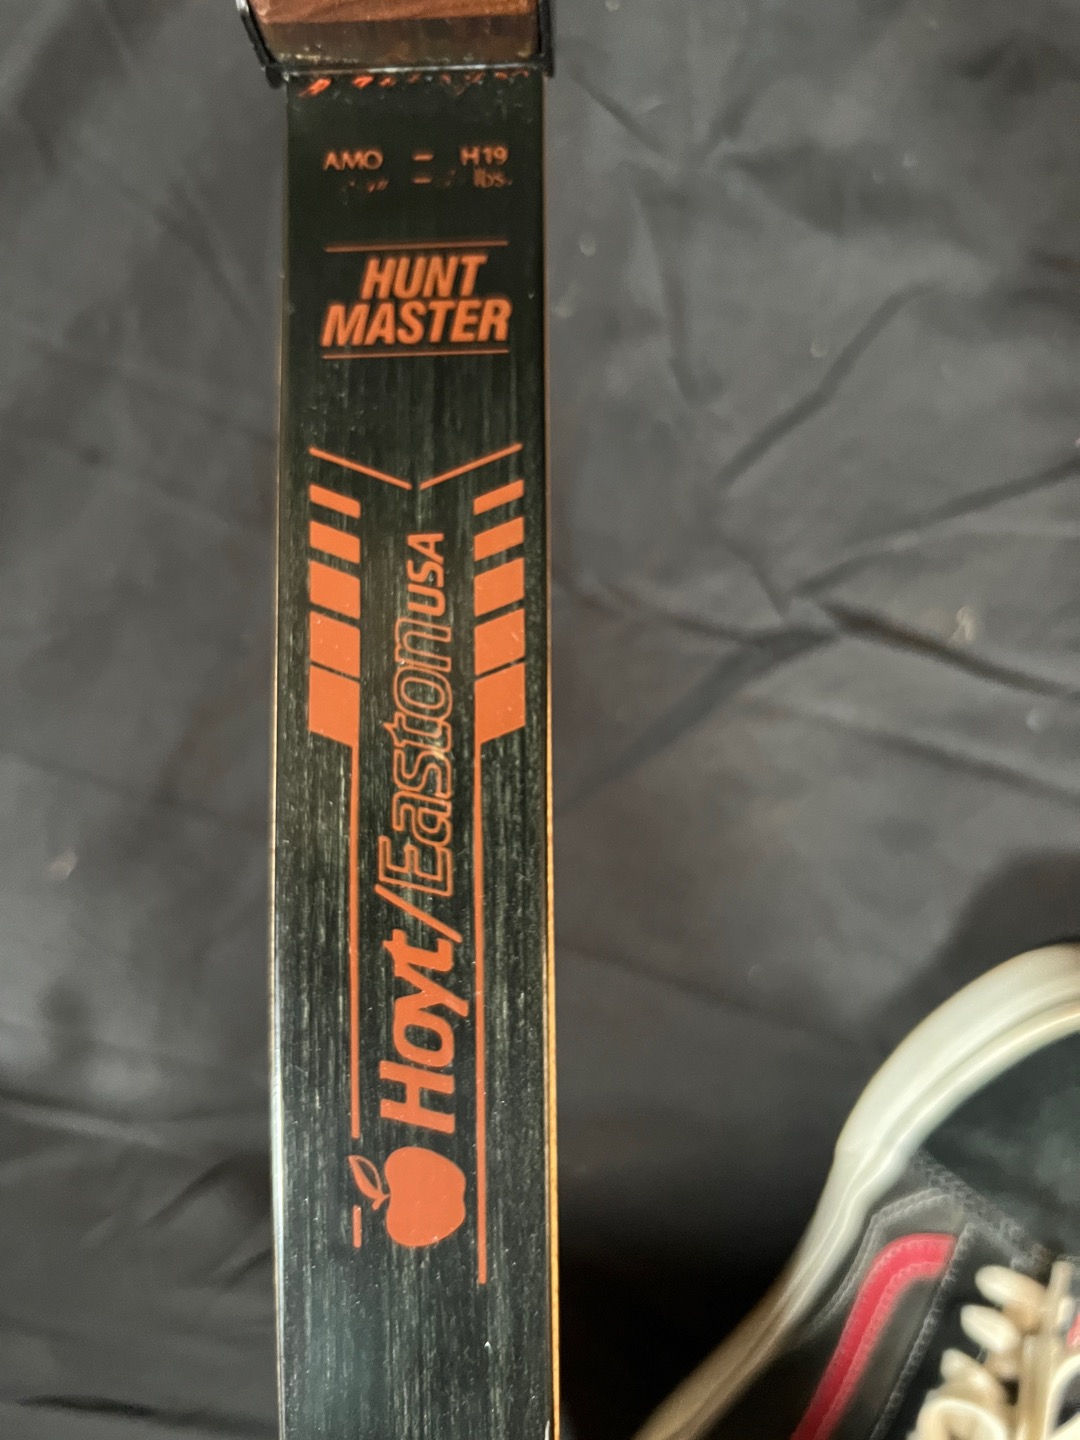 AMO – H19
lbs.
HUNT
MASTER
Hoyt/Easton USA